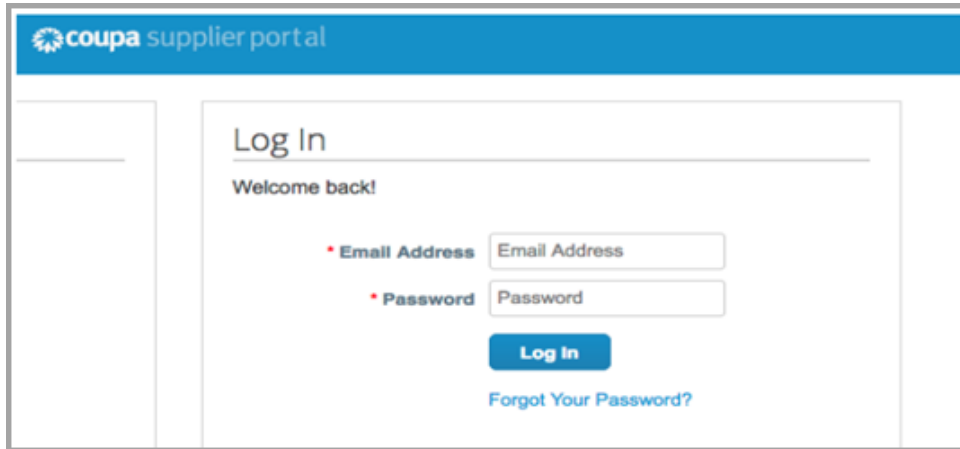 coupa supplier portal
Log In
Welcome back!
* Email Address Email Address
* Password Password
Log In
Forgot Your Password?